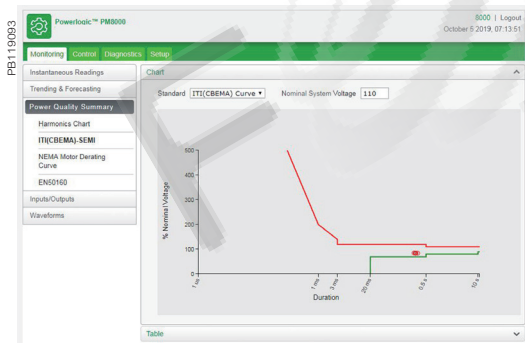 PB119093
Powerlogic™ PM8000
8000 | Logout
October 5 2019, 07:13:51
Monitoring Control Diagnostics Setup
Instantaneous Readings
Trending & Forecasting
Power Quality Summary
Harmonics Chart
ITI(CBEMA)-SEMI
NEMA Motor Derating
Curve
EN50160
Inputs/Outputs
Waveforms
Chart
Standard ITI(CBEMA) Curve Nominal System Voltage 110
% Nominal Voltage
500
400
300
200
100
0
1 us
1 ms
3 ms
20 ms
0.5 s
10 s
Duration
Table